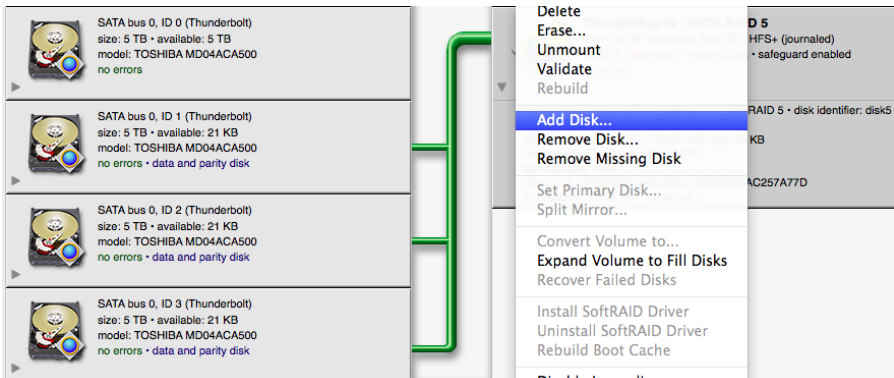 SATA bus 0, ID 0 (Thunderbolt)
size: 5 TB • available: 5 TB
model: TOSHIBA MD04ACA500
no errors
SATA bus 0, ID 1 (Thunderbolt)
size: 5 TB • available: 21 KB
model: TOSHIBA MD04ACA500
no errors • data and parity disk
SATA bus 0, ID 2 (Thunderbolt)
size: 5 TB • available: 21 KB
model: TOSHIBA MD04ACA500
no errors • data and parity disk
SATA bus 0, ID 3 (Thunderbolt)
size: 5 TB • available: 21 KB
model: TOSHIBA MD04ACA500
no errors • data and parity disk
Delete
Erase...
Unmount
Validate
Rebuild
Add Disk...
Remove Disk...
Remove Missing Disk
Set Primary Disk...
Split Mirror...
Convert Volume to...
Expand Volume to Fill Disks
Recover Failed Disks
Install SoftRAID Driver
Uninstall SoftRAID Driver
Rebuild Boot Cache
D 5
HFS+ (journaled)
• safeguard enabled
RAID 5 • disk identifier: disk5
KB
AC257A77D